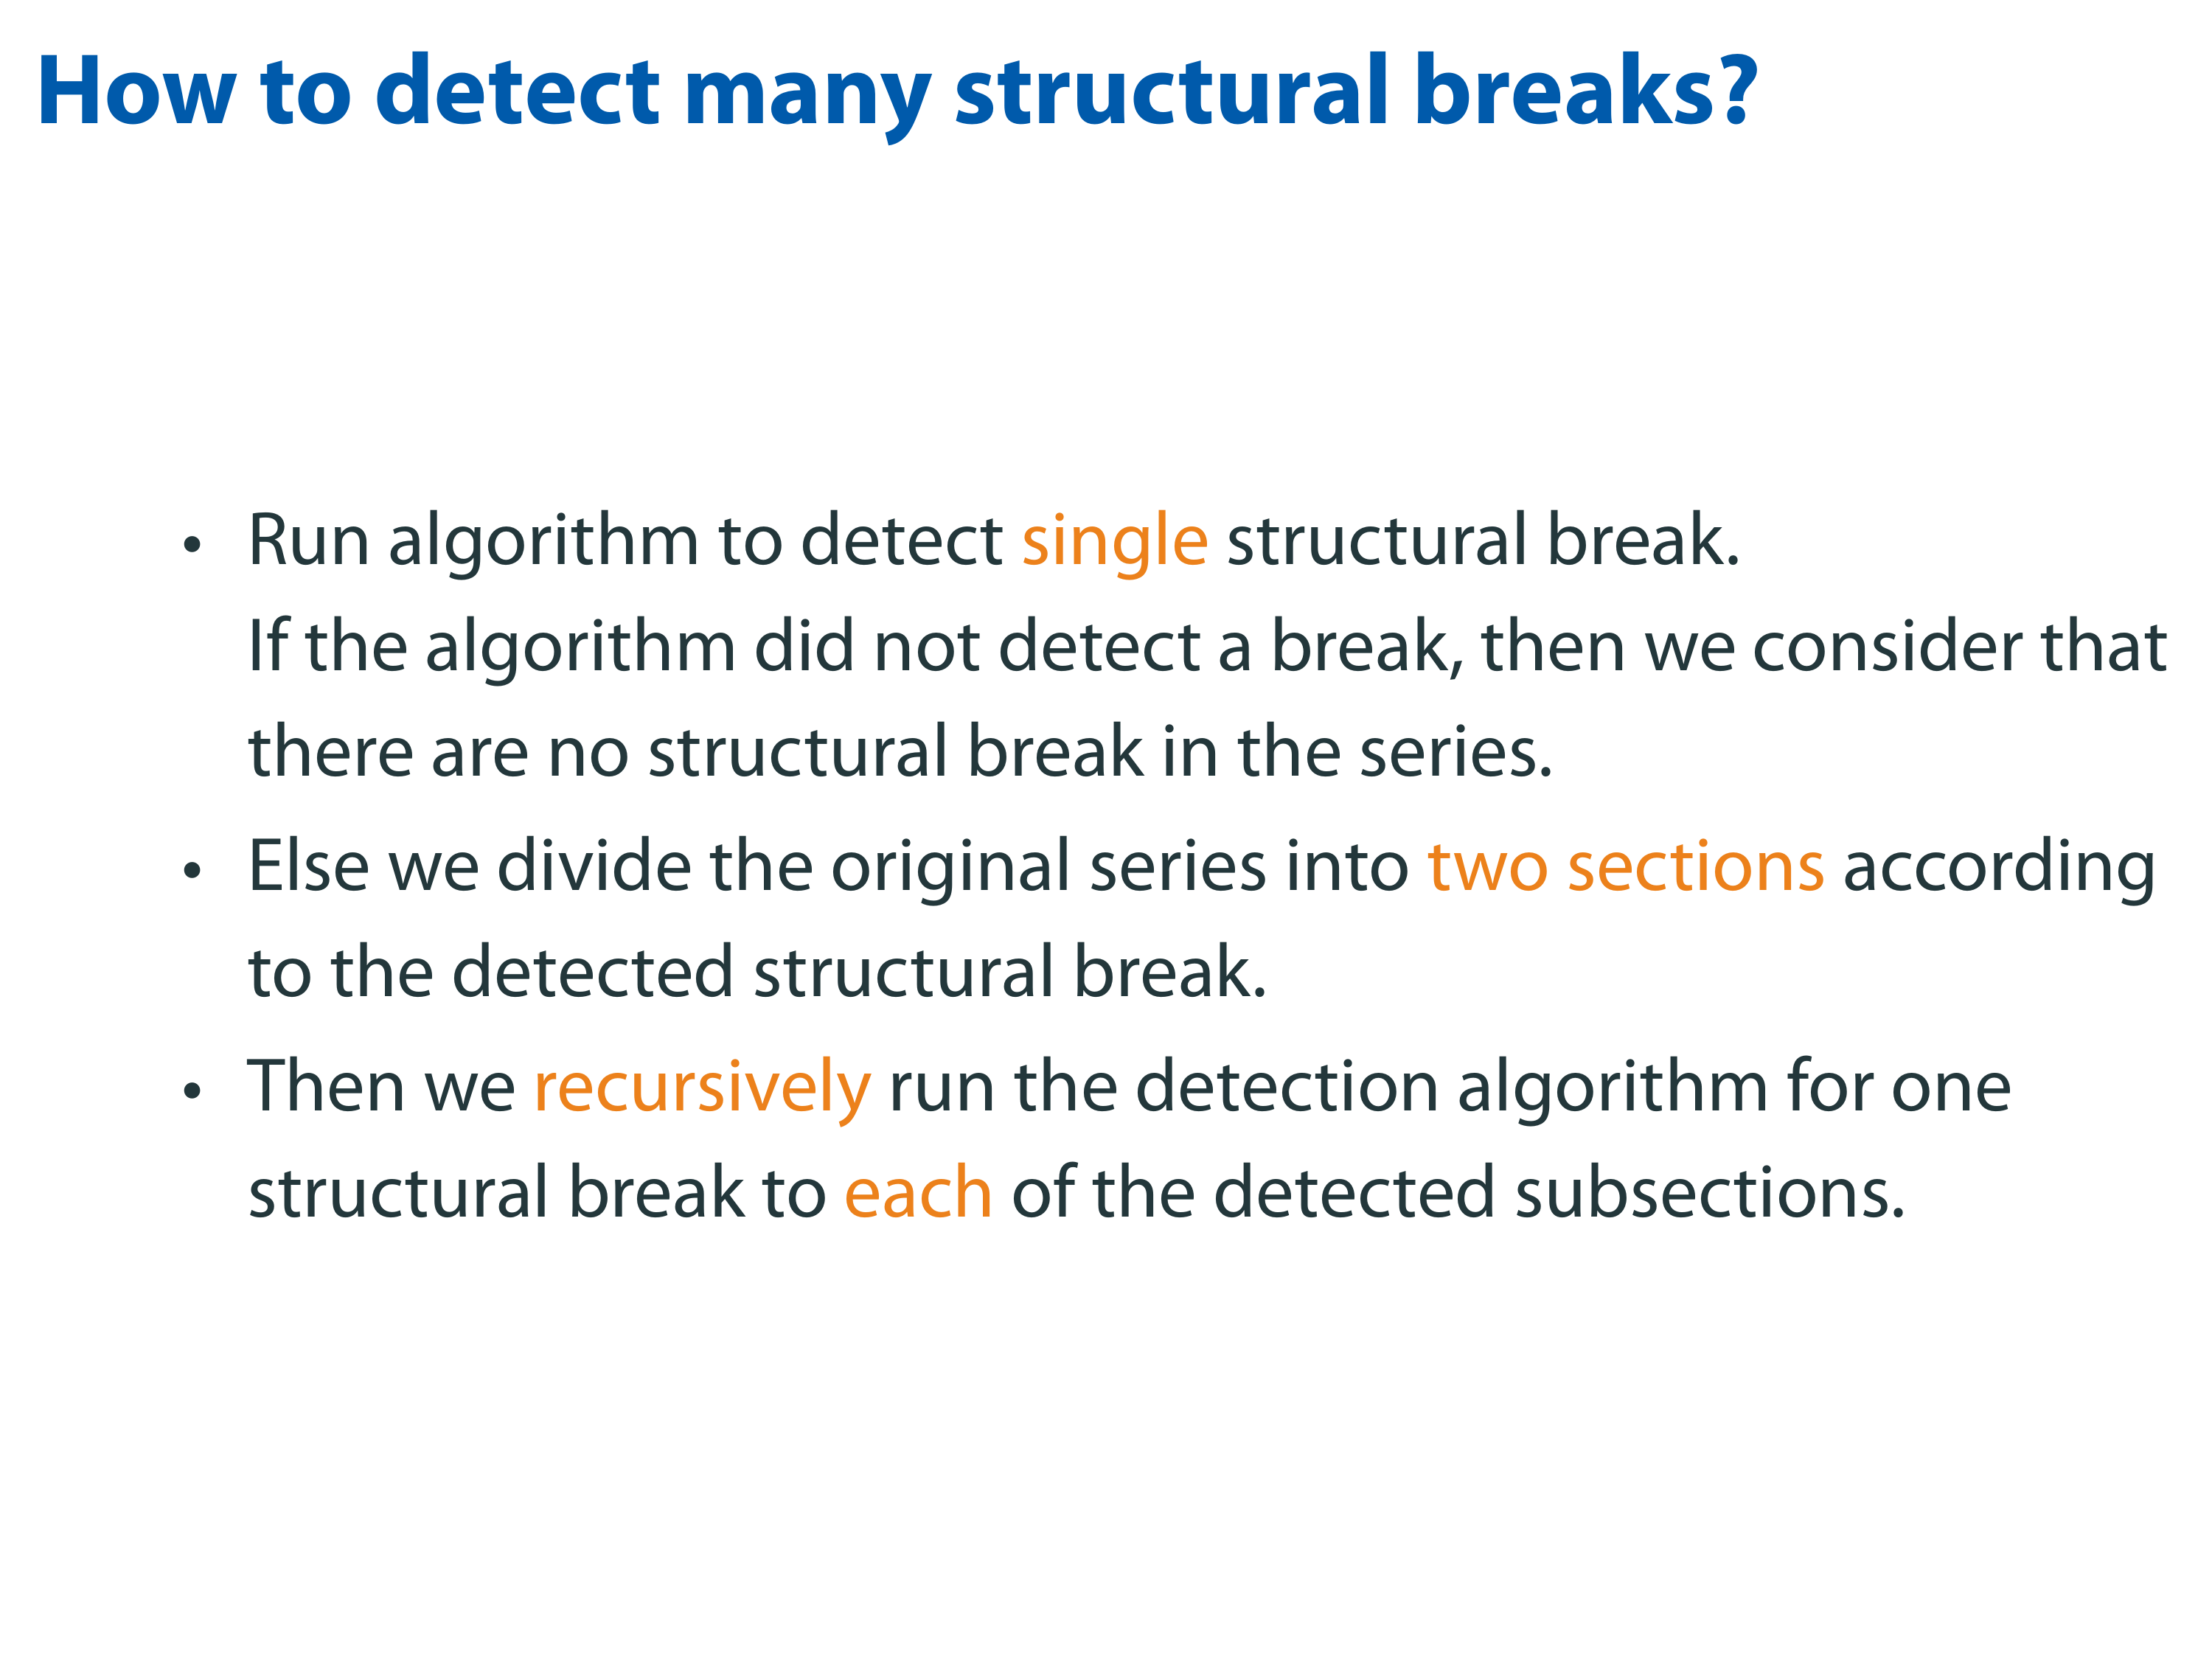 How to detect many structural breaks?
• Run algorithm to detect single structural break.
If the algorithm did not detect a break, then we consider that
there are no structural break in the series.
• Else we divide the original series into two sections according
to the detected structural break.
• Then we recursively run the detection algorithm for one
structural break to each of the detected subsections.